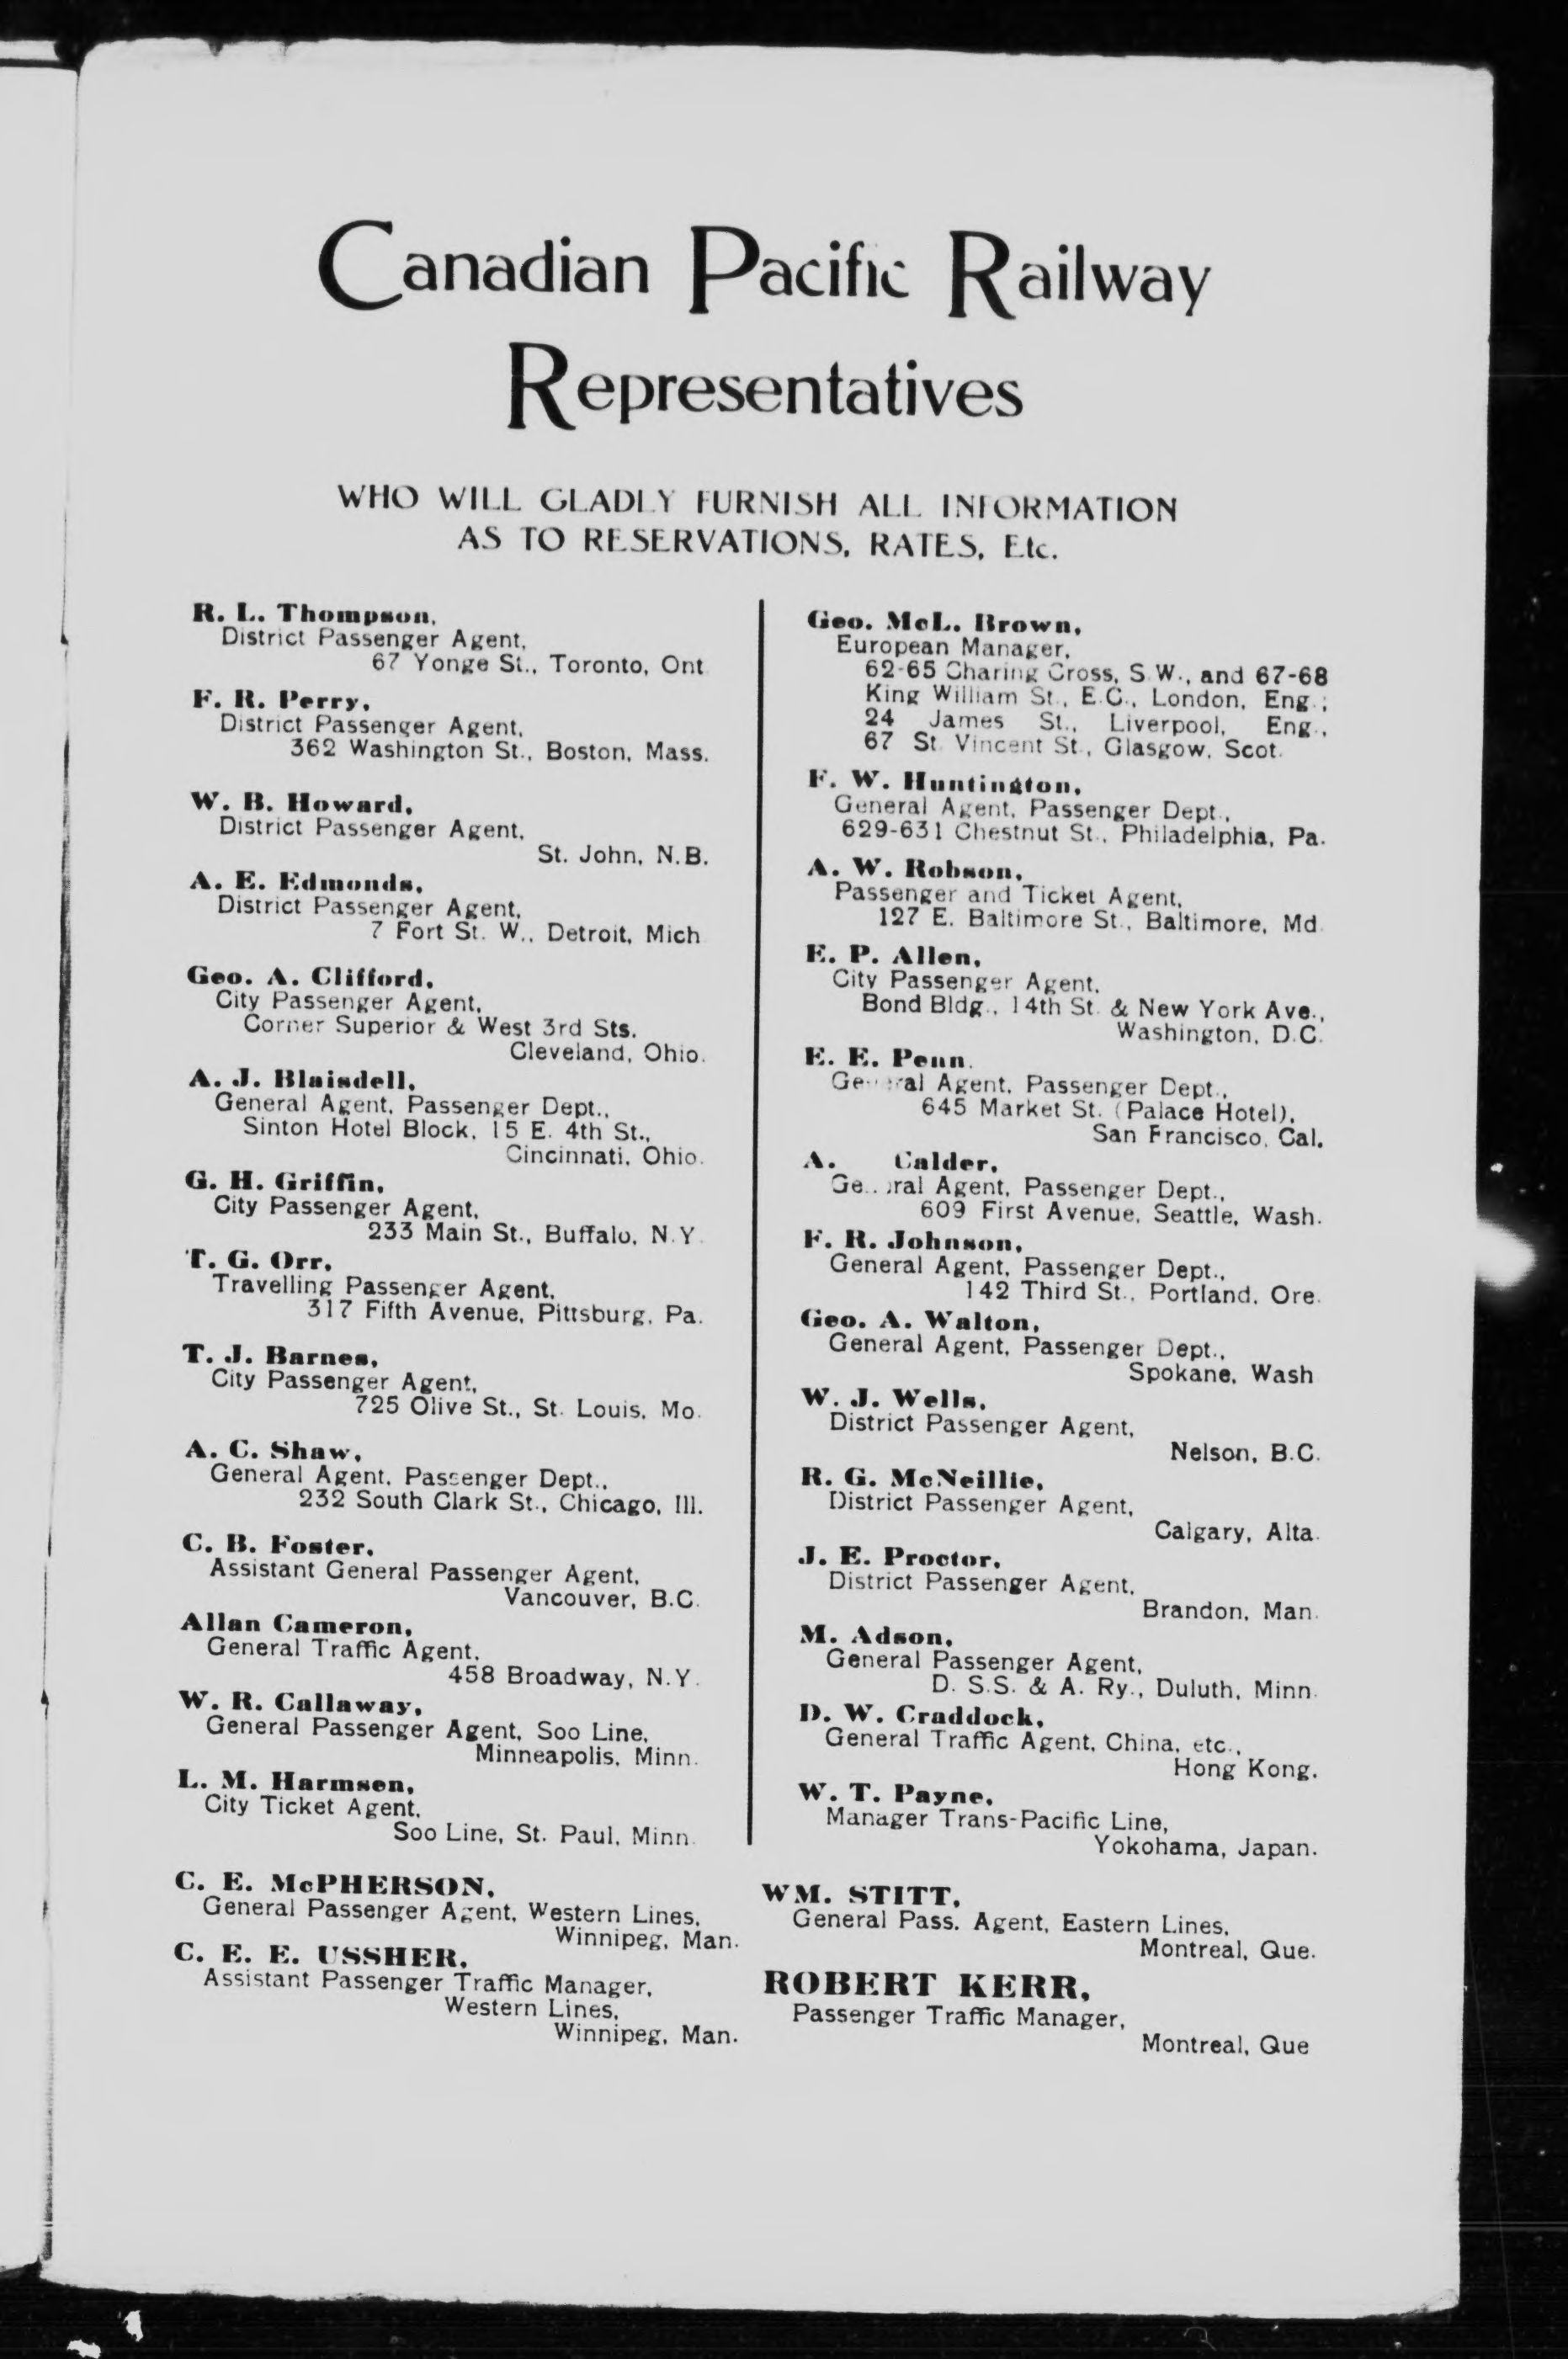 Canadian Pacific Railway
Representatives
WHO WILL GLADLY FURNISH ALL INFORMATION
AS TO RESERVATIONS, RATES, Etc.
R. L. Thompson,
District Passenger Agent,
67 Yonge St., Toronto, Ont
F. R. Perry,
District Passenger Agent,
362 Washington St., Boston, Mass.
W. B. Howard,
District Passenger Agent,
St. John, N.B.
A. E. Edmonds,
District Passenger Agent,
7 Fort St. W., Detroit, Mich
Geo. A. Clifford,
City Passenger Agent,
Corner Superior & West 3rd Sts.
Cleveland, Ohio.
A. J. Blaisdell,
General Agent, Passenger Dept.,
Sinton Hotel Block, 15 E. 4th St.,
Cincinnati, Ohio.
G. H. Griffin,
City Passenger Agent,
233 Main St., Buffalo, N.Y.
T. G. Orr,
Travelling Passenger Agent,
317 Fifth Avenue, Pittsburg, Pa.
T. J. Barnes,
City Passenger Agent,
725 Olive St., St. Louis, Mo.
A. C. Shaw,
General Agent, Passenger Dept.,
232 South Clark St., Chicago, Ill.
C. B. Foster,
Assistant General Passenger Agent,
Vancouver, B.C.
Allan Cameron,
General Traffic Agent,
458 Broadway, N.Y.
W. R. Callaway,
General Passenger Agent, Soo Line,
Minneapolis, Minn.
L. M. Harmsen,
City Ticket Agent,
Soo Line, St. Paul, Minn.
Geo. McL. Brown,
European Manager,
62-65 Charing Cross, S.W., and 67-68
King William St., E.C., London, Eng.;
24 James St., Liverpool, Eng.,
67 St. Vincent St., Glasgow, Scot.
F. W. Huntington,
General Agent, Passenger Dept.,
629-631 Chestnut St., Philadelphia, Pa.
A. W. Robson,
Passenger and Ticket Agent,
127 E. Baltimore St., Baltimore, Md.
E. P. Allen,
City Passenger Agent,
Bond Bldg., 14th St. & New York Ave.,
Washington, D.C.
E. E. Penn.
General Agent, Passenger Dept.,
645 Market St. (Palace Hotel),
San Francisco, Cal.
A. Calder,
General Agent, Passenger Dept.,
609 First Avenue, Seattle, Wash.
F. R. Johnson,
General Agent, Passenger Dept.,
142 Third St., Portland, Ore.
Geo. A. Walton,
General Agent, Passenger Dept.,
Spokane, Wash
W. J. Wells,
District Passenger Agent,
Nelson, B.C.
R. G. McNeillie,
District Passenger Agent,
Calgary, Alta.
J. E. Proctor,
District Passenger Agent,
Brandon, Man.
M. Adson,
General Passenger Agent,
D. S.S. & A. Ry., Duluth, Minn.
D. W. Craddock,
General Traffic Agent, China, etc.,
Hong Kong.
W. T. Payne,
Manager Trans-Pacific Line,
Yokohama, Japan.
C. E. McPHERSON,
General Passenger Agent, Western Lines,
Winnipeg, Man.
C. E. E. USSHER,
Assistant Passenger Traffic Manager,
Western Lines,
Winnipeg, Man.
WM. STITT,
General Pass. Agent, Eastern Lines,
Montreal, Que.
ROBERT KERR,
Passenger Traffic Manager,
Montreal, Que